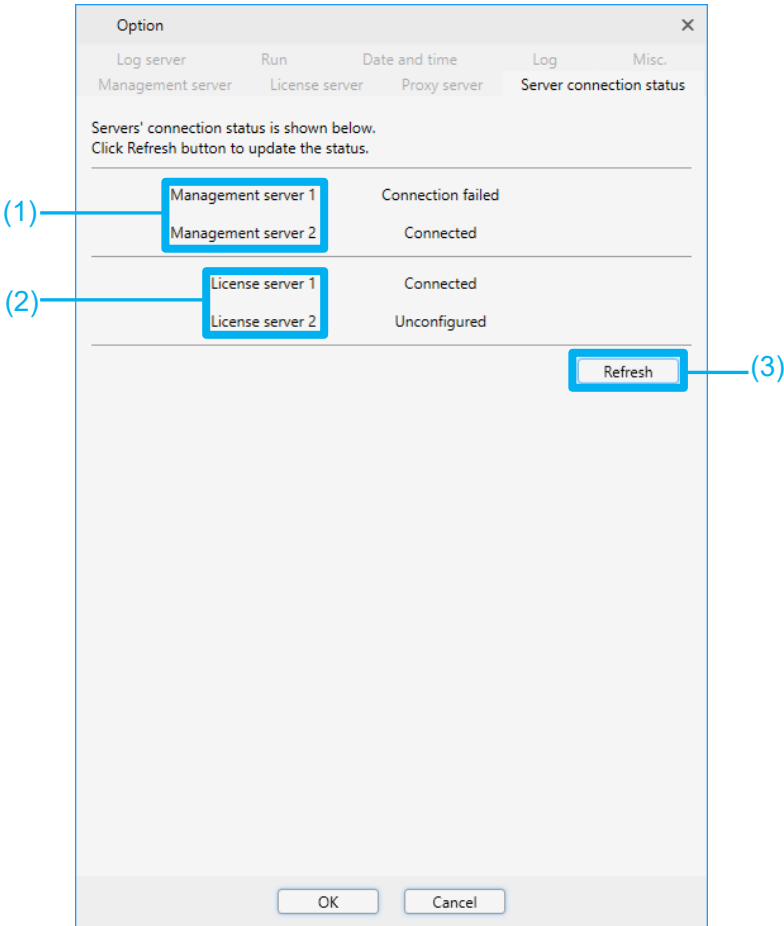 Option
Log server Run Date and time Log Misc.
Management server License server Proxy server Server connection status
Servers' connection status is shown below.
Click Refresh button to update the status.
(1)
Management server 1 Connection failed
Management server 2 Connected
(2)
License server 1 Connected
License server 2 Unconfigured
Refresh (3)
OK Cancel